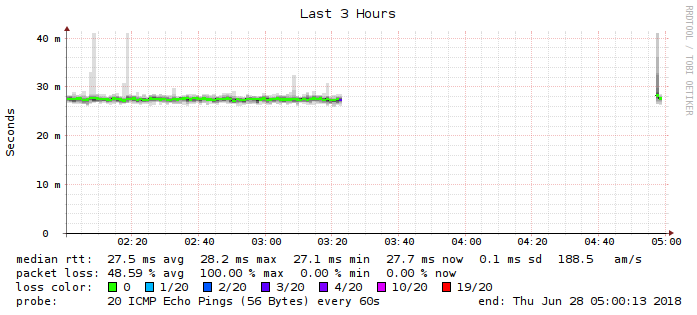 Last 3 Hours
RRDTOOL / TOBI OETIKER
Seconds
40 m
30 m
20 m
10 m
0
02:20 02:40 03:00 03:20 03:40 04:00 04:20 04:40 05:00
median rtt: 27.5 ms avg 28.2 ms max 27.1 ms min 27.7 ms now 0.1 ms sd 188.5 am/s
packet loss: 48.59 % avg 100.00 % max 0.00 % min 0.00 % now
loss color: 0 1/20 2/20 3/20 4/20 10/20 19/20
probe: 20 ICMP Echo Pings (56 Bytes) every 60s end: Thu Jun 28 05:00:13 2018